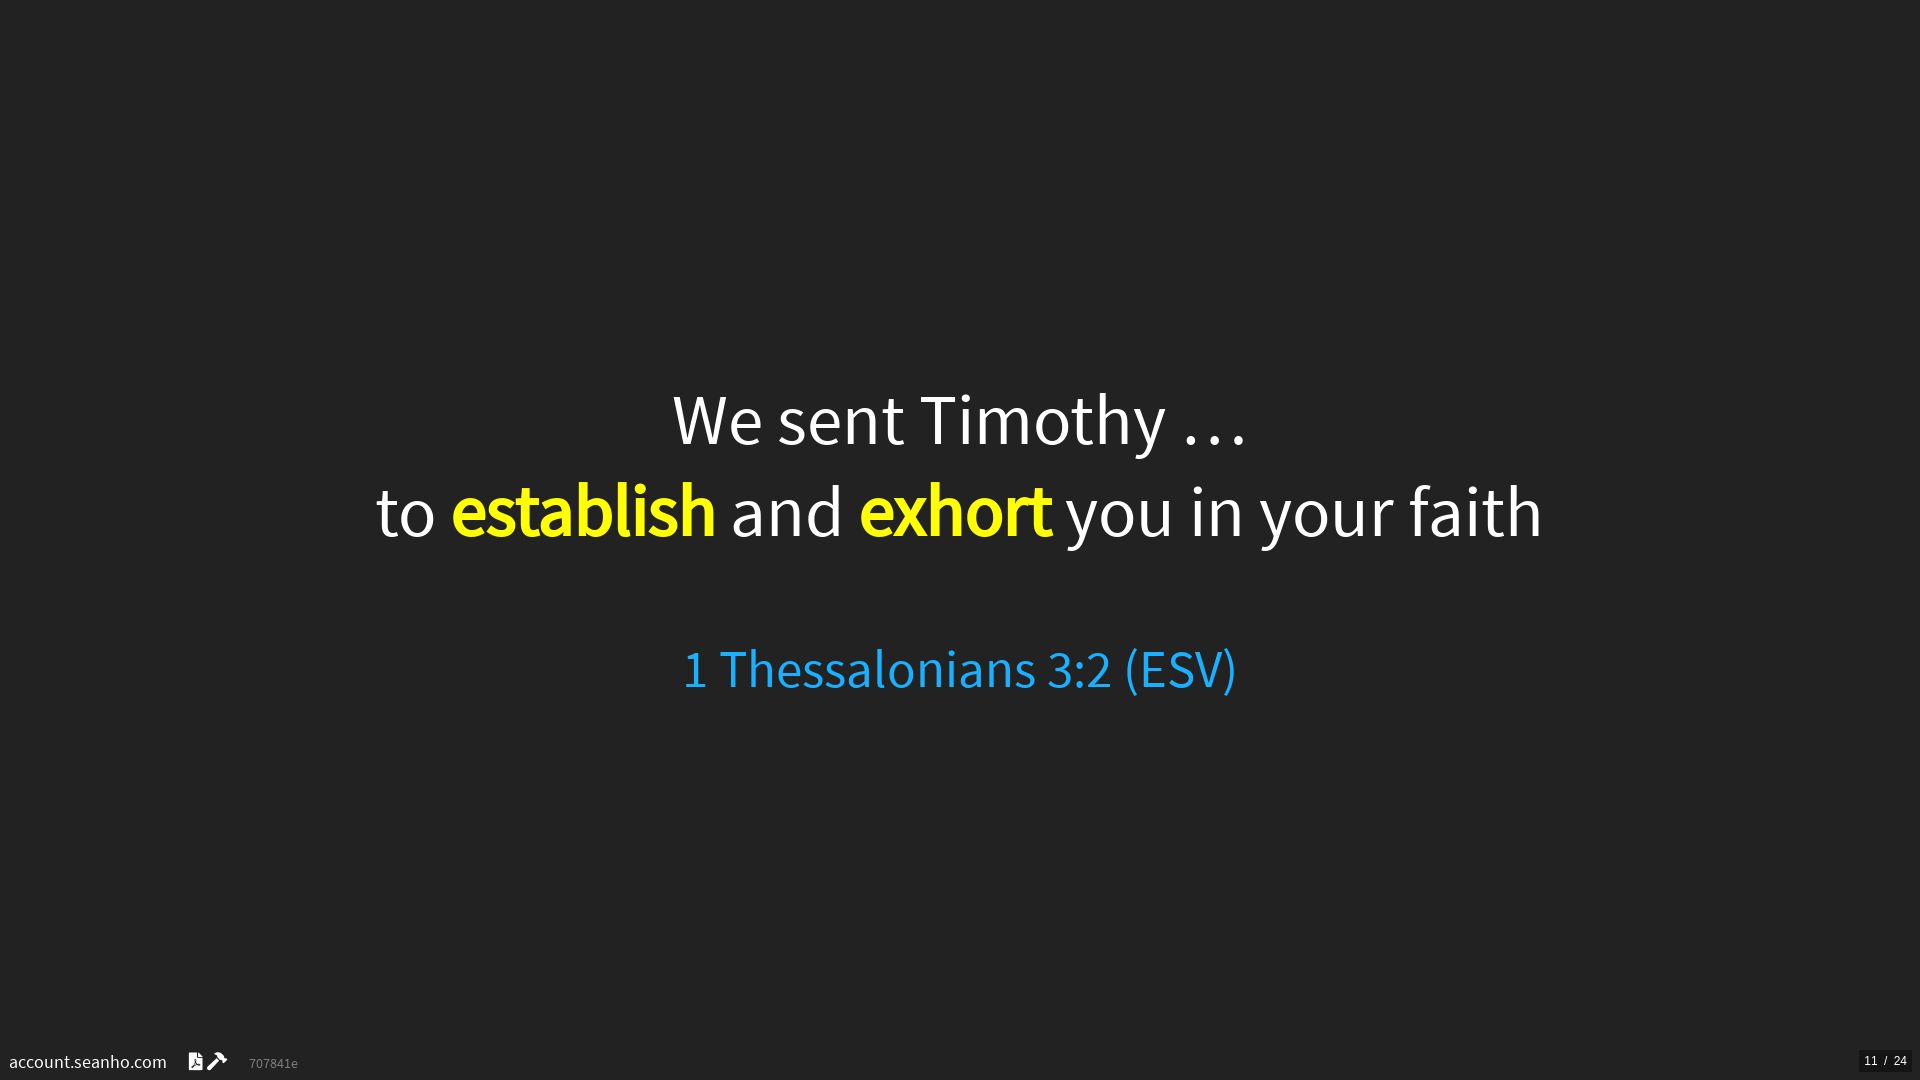 We sent Timothy …
to establish and exhort you in your faith
1 Thessalonians 3:2 (ESV)
account.seanho.com 707841e
11 / 24